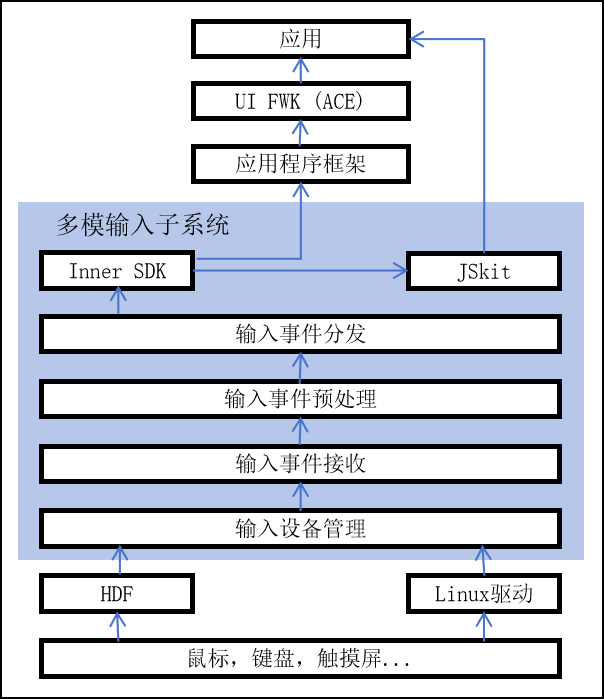 应用
UI FWK (ACE)
应用程序框架
多模输入子系统
Inner SDK
JSkit
输入事件分发
输入事件预处理
输入事件接收
输入设备管理
HDF
Linux驱动
鼠标，键盘，触摸屏...